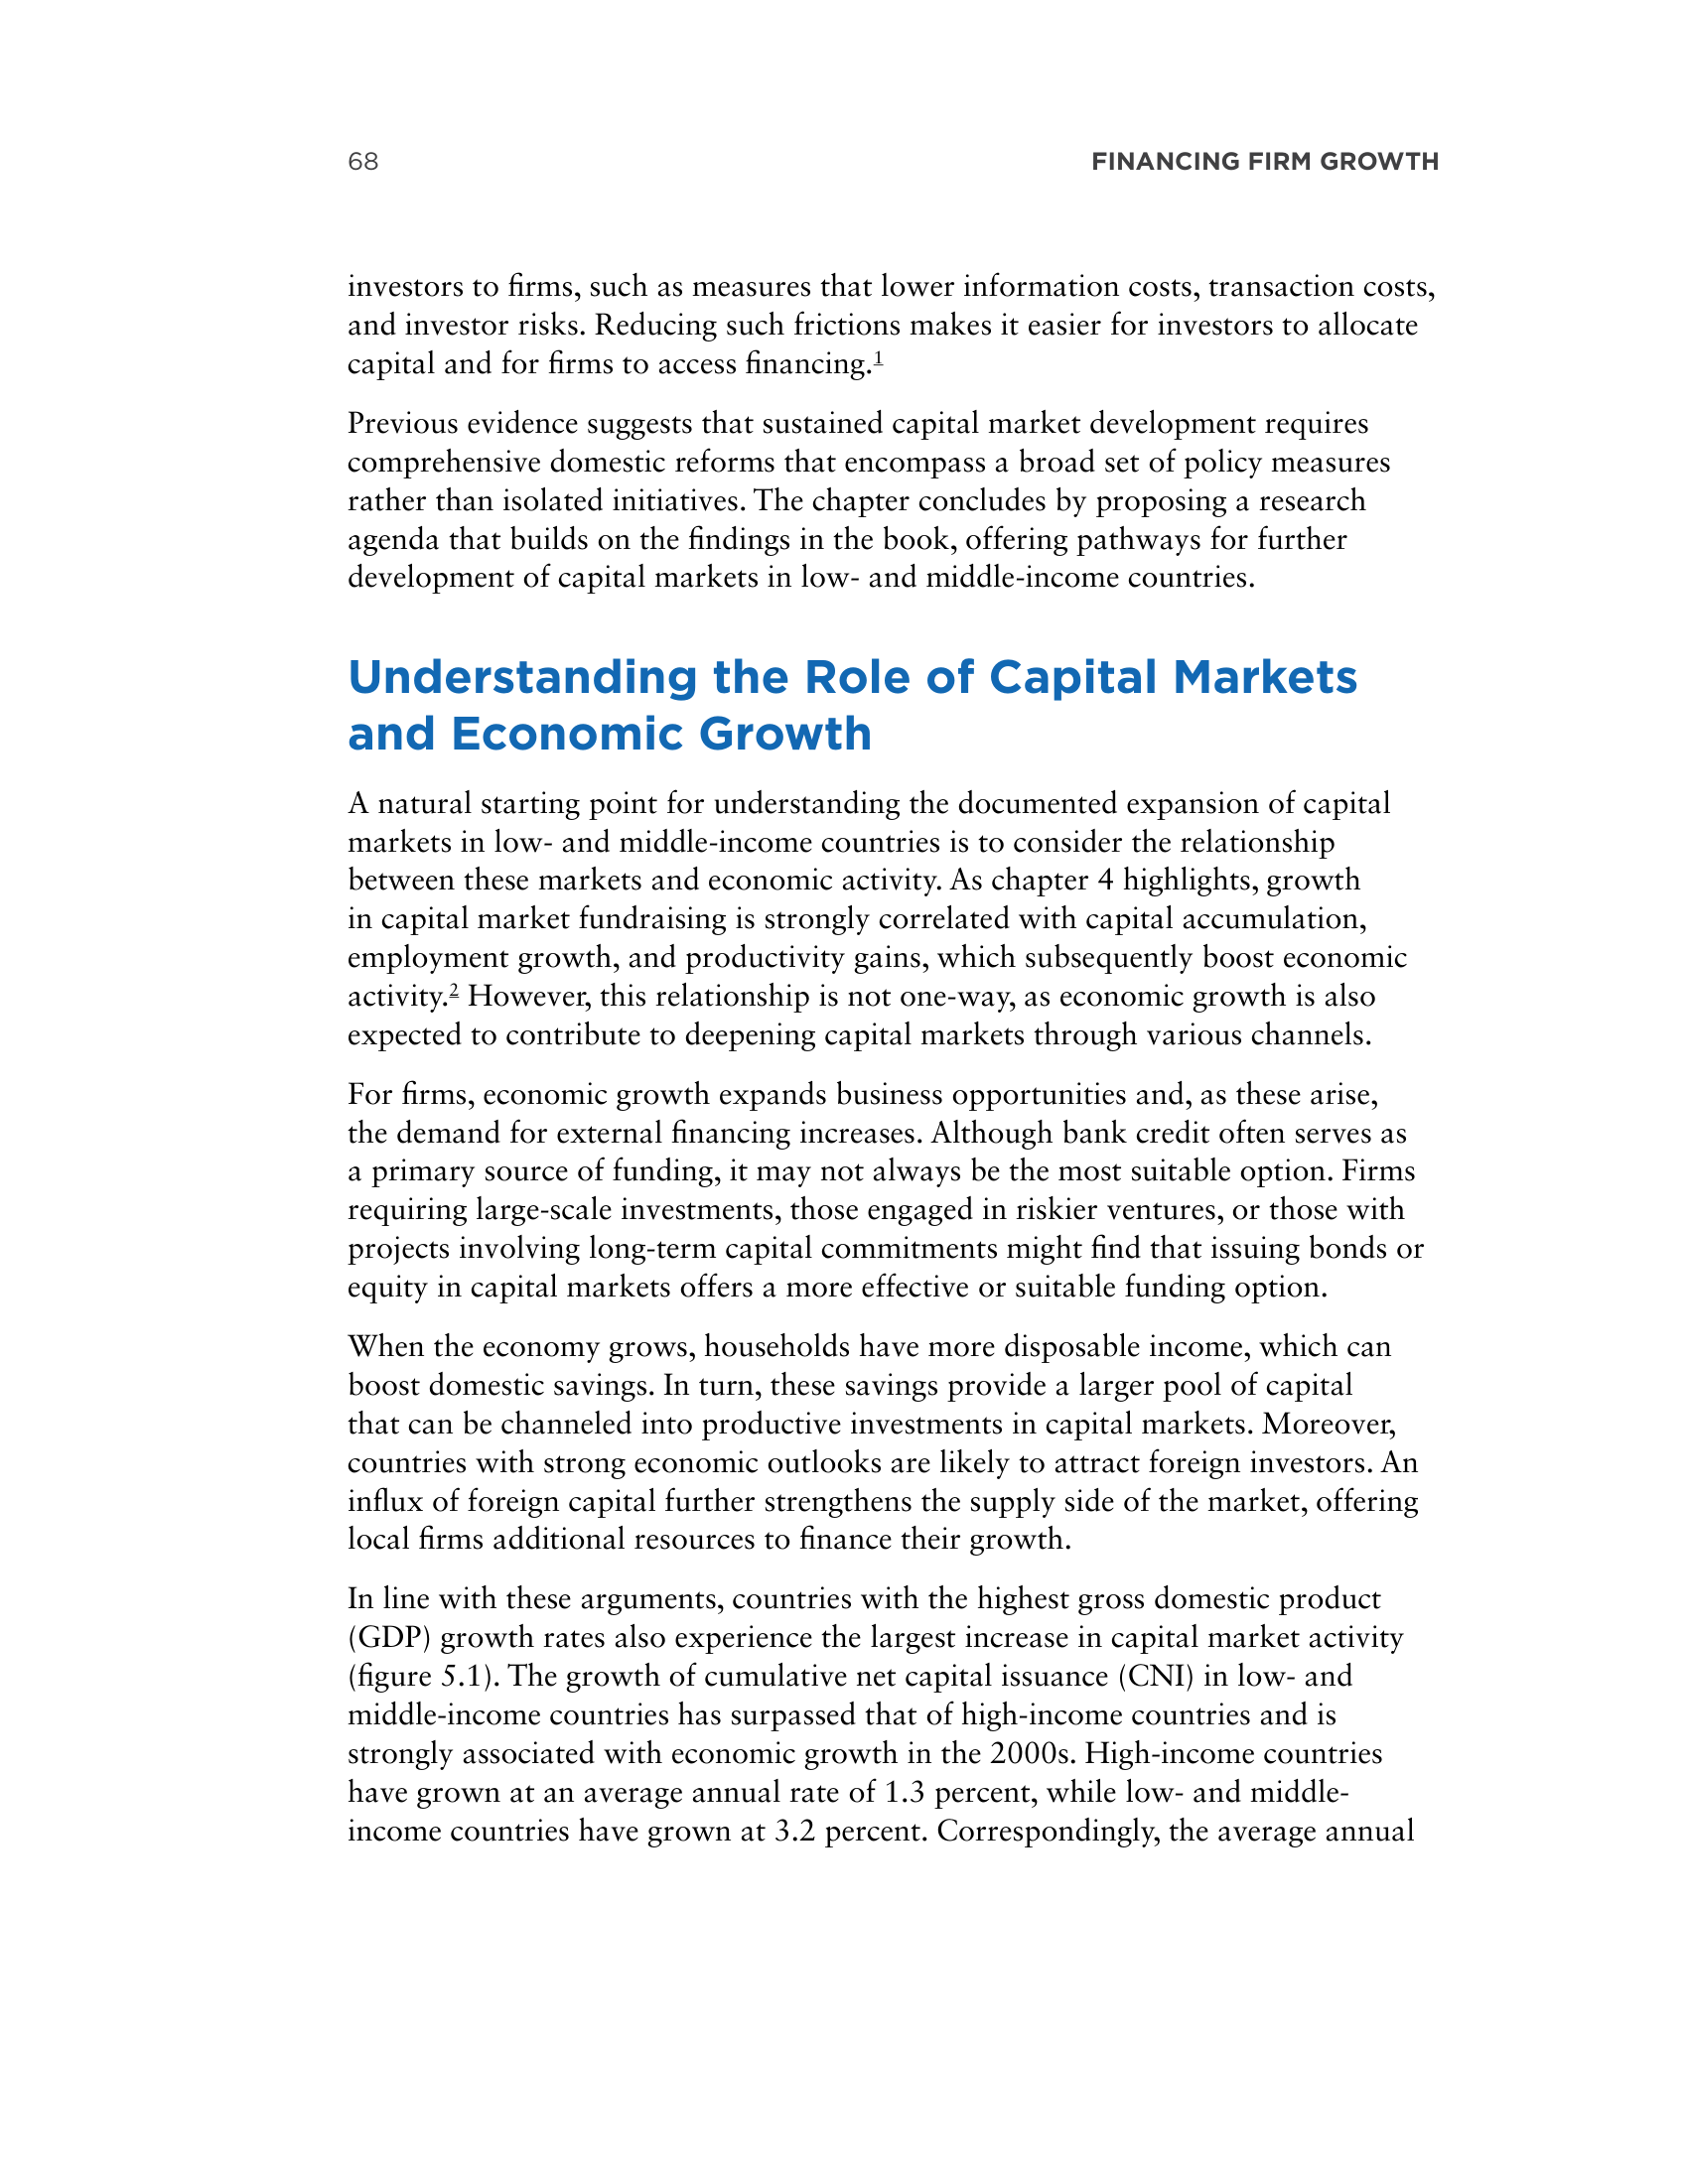 68
FINANCING FIRM GROWTH
investors to firms, such as measures that lower information costs, transaction costs,
and investor risks. Reducing such frictions makes it easier for investors to allocate
capital and for firms to access financing.1
Previous evidence suggests that sustained capital market development requires
comprehensive domestic reforms that encompass a broad set of policy measures
rather than isolated initiatives. The chapter concludes by proposing a research
agenda that builds on the findings in the book, offering pathways for further
development of capital markets in low- and middle-income countries.
Understanding the Role of Capital Markets
and Economic Growth
A natural starting point for understanding the documented expansion of capital
markets in low- and middle-income countries is to consider the relationship
between these markets and economic activity. As chapter 4 highlights, growth
in capital market fundraising is strongly correlated with capital accumulation,
employment growth, and productivity gains, which subsequently boost economic
activity.2 However, this relationship is not one-way, as economic growth is also
expected to contribute to deepening capital markets through various channels.
For firms, economic growth expands business opportunities and, as these arise,
the demand for external financing increases. Although bank credit often serves as
a primary source of funding, it may not always be the most suitable option. Firms
requiring large-scale investments, those engaged in riskier ventures, or those with
projects involving long-term capital commitments might find that issuing bonds or
equity in capital markets offers a more effective or suitable funding option.
When the economy grows, households have more disposable income, which can
boost domestic savings. In turn, these savings provide a larger pool of capital
that can be channeled into productive investments in capital markets. Moreover,
countries with strong economic outlooks are likely to attract foreign investors. An
influx of foreign capital further strengthens the supply side of the market, offering
local firms additional resources to finance their growth.
In line with these arguments, countries with the highest gross domestic product
(GDP) growth rates also experience the largest increase in capital market activity
(figure 5.1). The growth of cumulative net capital issuance (CNI) in low- and
middle-income countries has surpassed that of high-income countries and is
strongly associated with economic growth in the 2000s. High-income countries
have grown at an average annual rate of 1.3 percent, while low- and middle-
income countries have grown at 3.2 percent. Correspondingly, the average annual